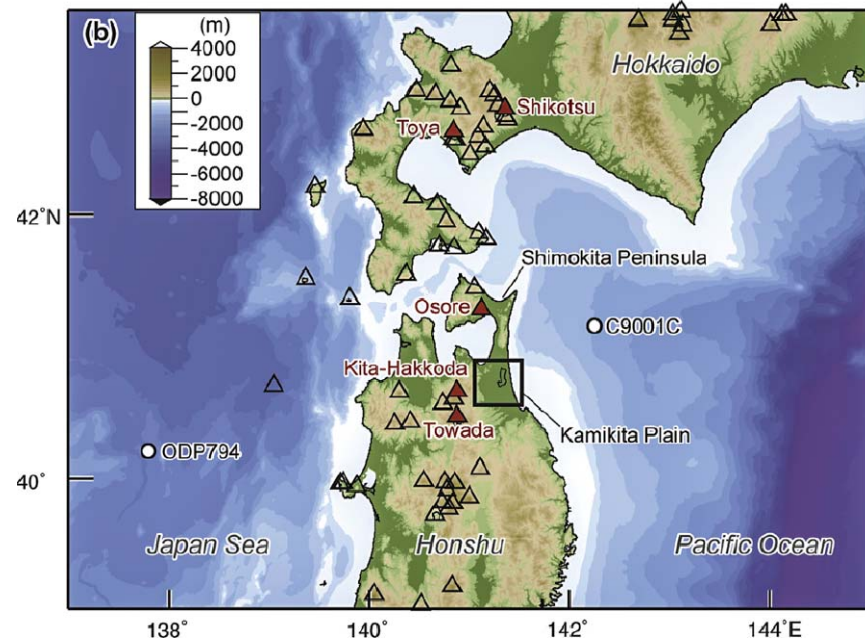 (b)
(m)
4000
2000
0
-2000
-4000
-6000
-8000
Hokkaido
Shikotsu
Toya
42°N
Shimokita Peninsula
Osore
C9001C
Kita-Hakkoda
Towada
Kamikita Plain
ODP794
40°
Japan Sea
Honshu
Pacific Ocean
138°
140°
142°
144°E